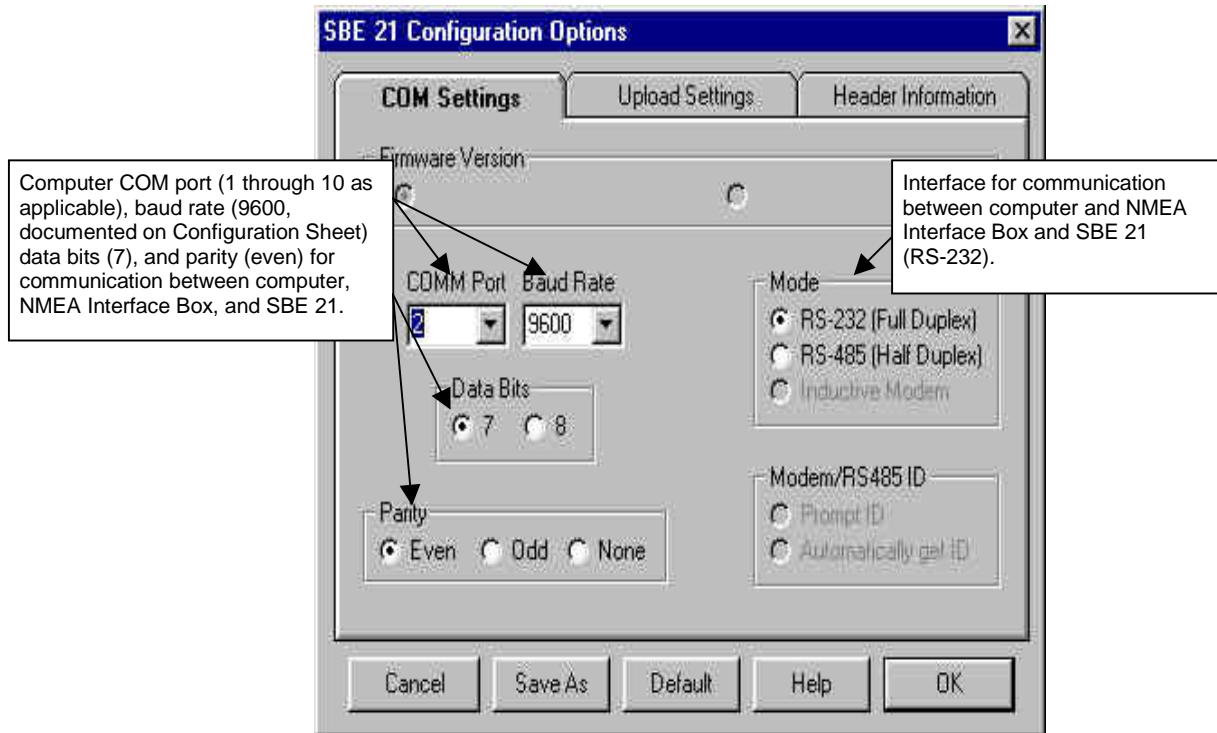 SBE 21 Configuration Options
COM Settings
Upload Settings
Header Information
Firmware Version
Computer COM port (1 through 10 as
applicable), baud rate (9600,
documented on Configuration Sheet)
data bits (7), and parity (even) for
communication between computer,
NMEA Interface Box, and SBE 21.
Interface for communication
between computer and NMEA
Interface Box and SBE 21
(RS-232).
COMM Port
Baud Rate
2
9600
Mode
RS-232 (Full Duplex)
RS-485 (Half Duplex)
Inductive Modem
Data Bits
7
8
Modem/RS485 ID
Prompt ID
Automatically get ID
Parity
Even
Odd
None
Cancel
Save As
Default
Help
OK